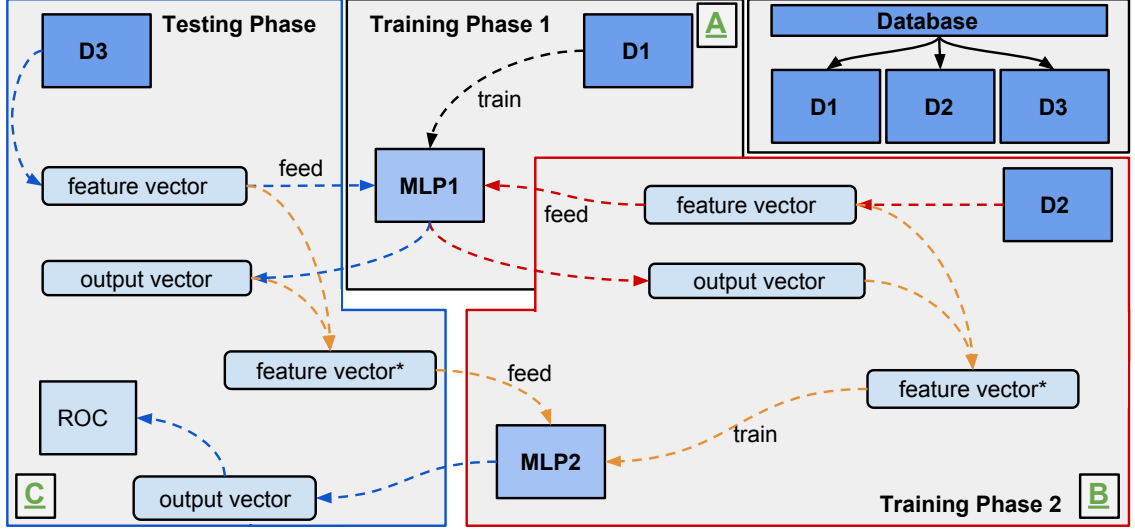 Testing Phase
D3
feature vector
feed
output vector
feature vector*
feed
ROC
output vector
C
Training Phase 1
A
D1
train
MLP1
Database
D1
D2
D3
feed
feature vector
D2
output vector
feature vector*
train
MLP2
Training Phase 2
B